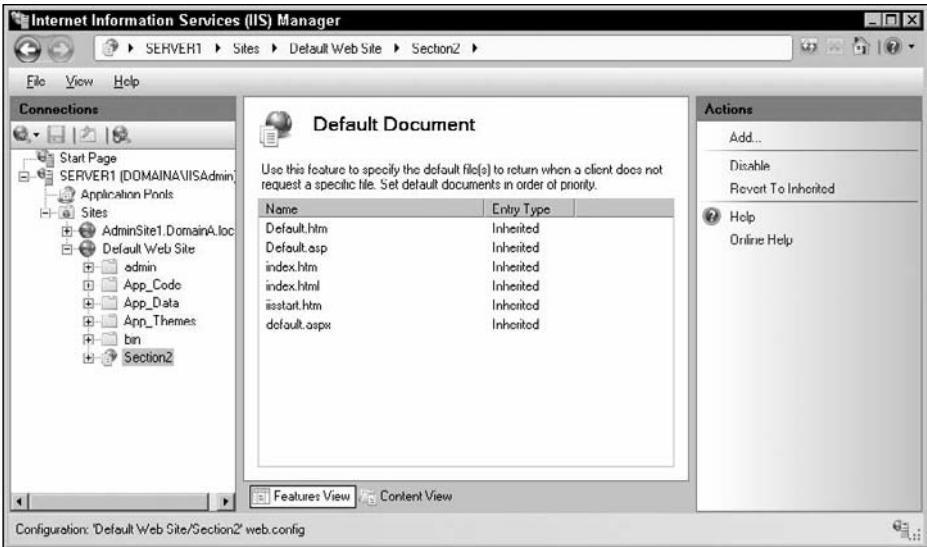 Internet Information Services (IIS) Manager
SERVER1 Sites Default Web Site Section2
File View Help
Connections
Start Page
SERVER1 (DOMAINA\IISAdmin
Application Pools
Sites
AdminSite1.DomainA.loc
Default Web Site
admin
App_Code
App_Data
App_Themes
bin
Section2
Default Document
Use this feature to specify the default file(s) to return when a client does not
request a specific file. Set default documents in order of priority.
Name Entry Type
Default.htm Inherited
Default.asp Inherited
index.htm Inherited
index.html Inherited
iisstart.htm Inherited
default.aspx Inherited
Features View Content View
Actions
Add...
Disable
Revert To Inherited
Help
Online Help
Configuration: 'Default Web Site/Section2' web.config